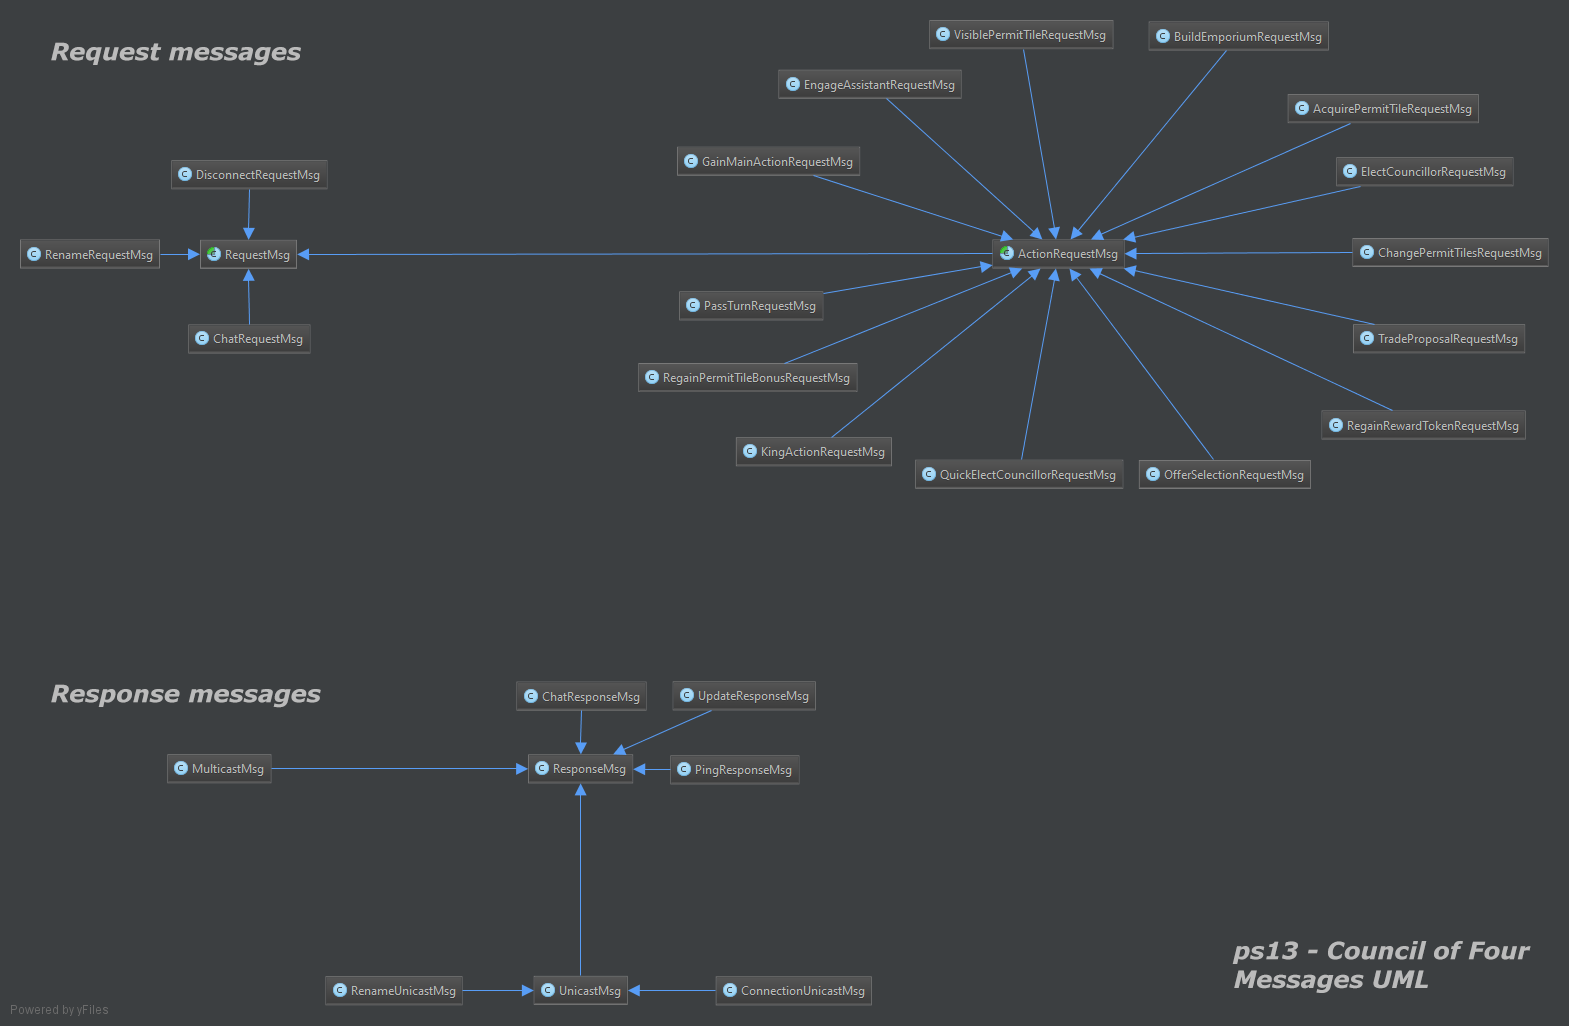 Request messages
VisiblePermitTileRequestMsg
BuildEmporiumRequestMsg
EngageAssistantRequestMsg
AcquirePermitTileRequestMsg
GainMainActionRequestMsg
DisconnectRequestMsg
ElectCouncillorRequestMsg
RenameRequestMsg
RequestMsg
ActionRequestMsg
ChangePermitTilesRequestMsg
PassTurnRequestMsg
ChatRequestMsg
TradeProposalRequestMsg
RegainPermitTileBonusRequestMsg
RegainRewardTokenRequestMsg
KingActionRequestMsg
QuickElectCouncillorRequestMsg
OfferSelectionRequestMsg
Response messages
ChatResponseMsg
UpdateResponseMsg
MulticastMsg
ResponseMsg
PingResponseMsg
ps13 - Council of Four
Messages UML
RenameUnicastMsg
UnicastMsg
ConnectionUnicastMsg
Powered by yFiles